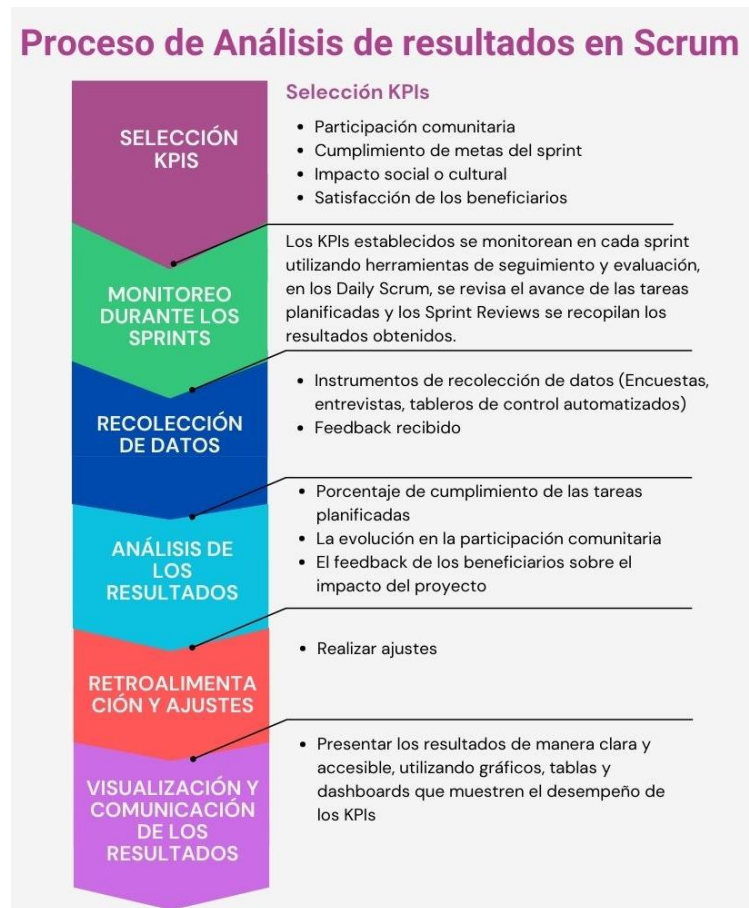 Proceso de Análisis de resultados en Scrum
SELECCIÓN
KPIS
Selección KPIs
• Participación comunitaria
• Cumplimiento de metas del sprint
• Impacto social o cultural
• Satisfacción de los beneficiarios
MONITOREO
DURANTE LOS
SPRINTS
Los KPIs establecidos se monitorean en cada sprint
utilizando herramientas de seguimiento y evaluación,
en los Daily Scrum, se revisa el avance de las tareas
planificadas y los Sprint Reviews se recopilan los
resultados obtenidos.
RECOLECCIÓN
DE DATOS
• Instrumentos de recolección de datos (Encuestas,
entrevistas, tableros de control automatizados)
• Feedback recibido
ANÁLISIS DE
LOS
RESULTADOS
• Porcentaje de cumplimiento de las tareas
planificadas
• La evolución en la participación comunitaria
• El feedback de los beneficiarios sobre el
impacto del proyecto
RETROALIMENTA
CIÓN Y AJUSTES
• Realizar ajustes
VISUALIZACIÓN Y
COMUNICACIÓN
DE LOS
RESULTADOS
• Presentar los resultados de manera clara y
accesible, utilizando gráficos, tablas y
dashboards que muestren el desempeño de
los KPIs